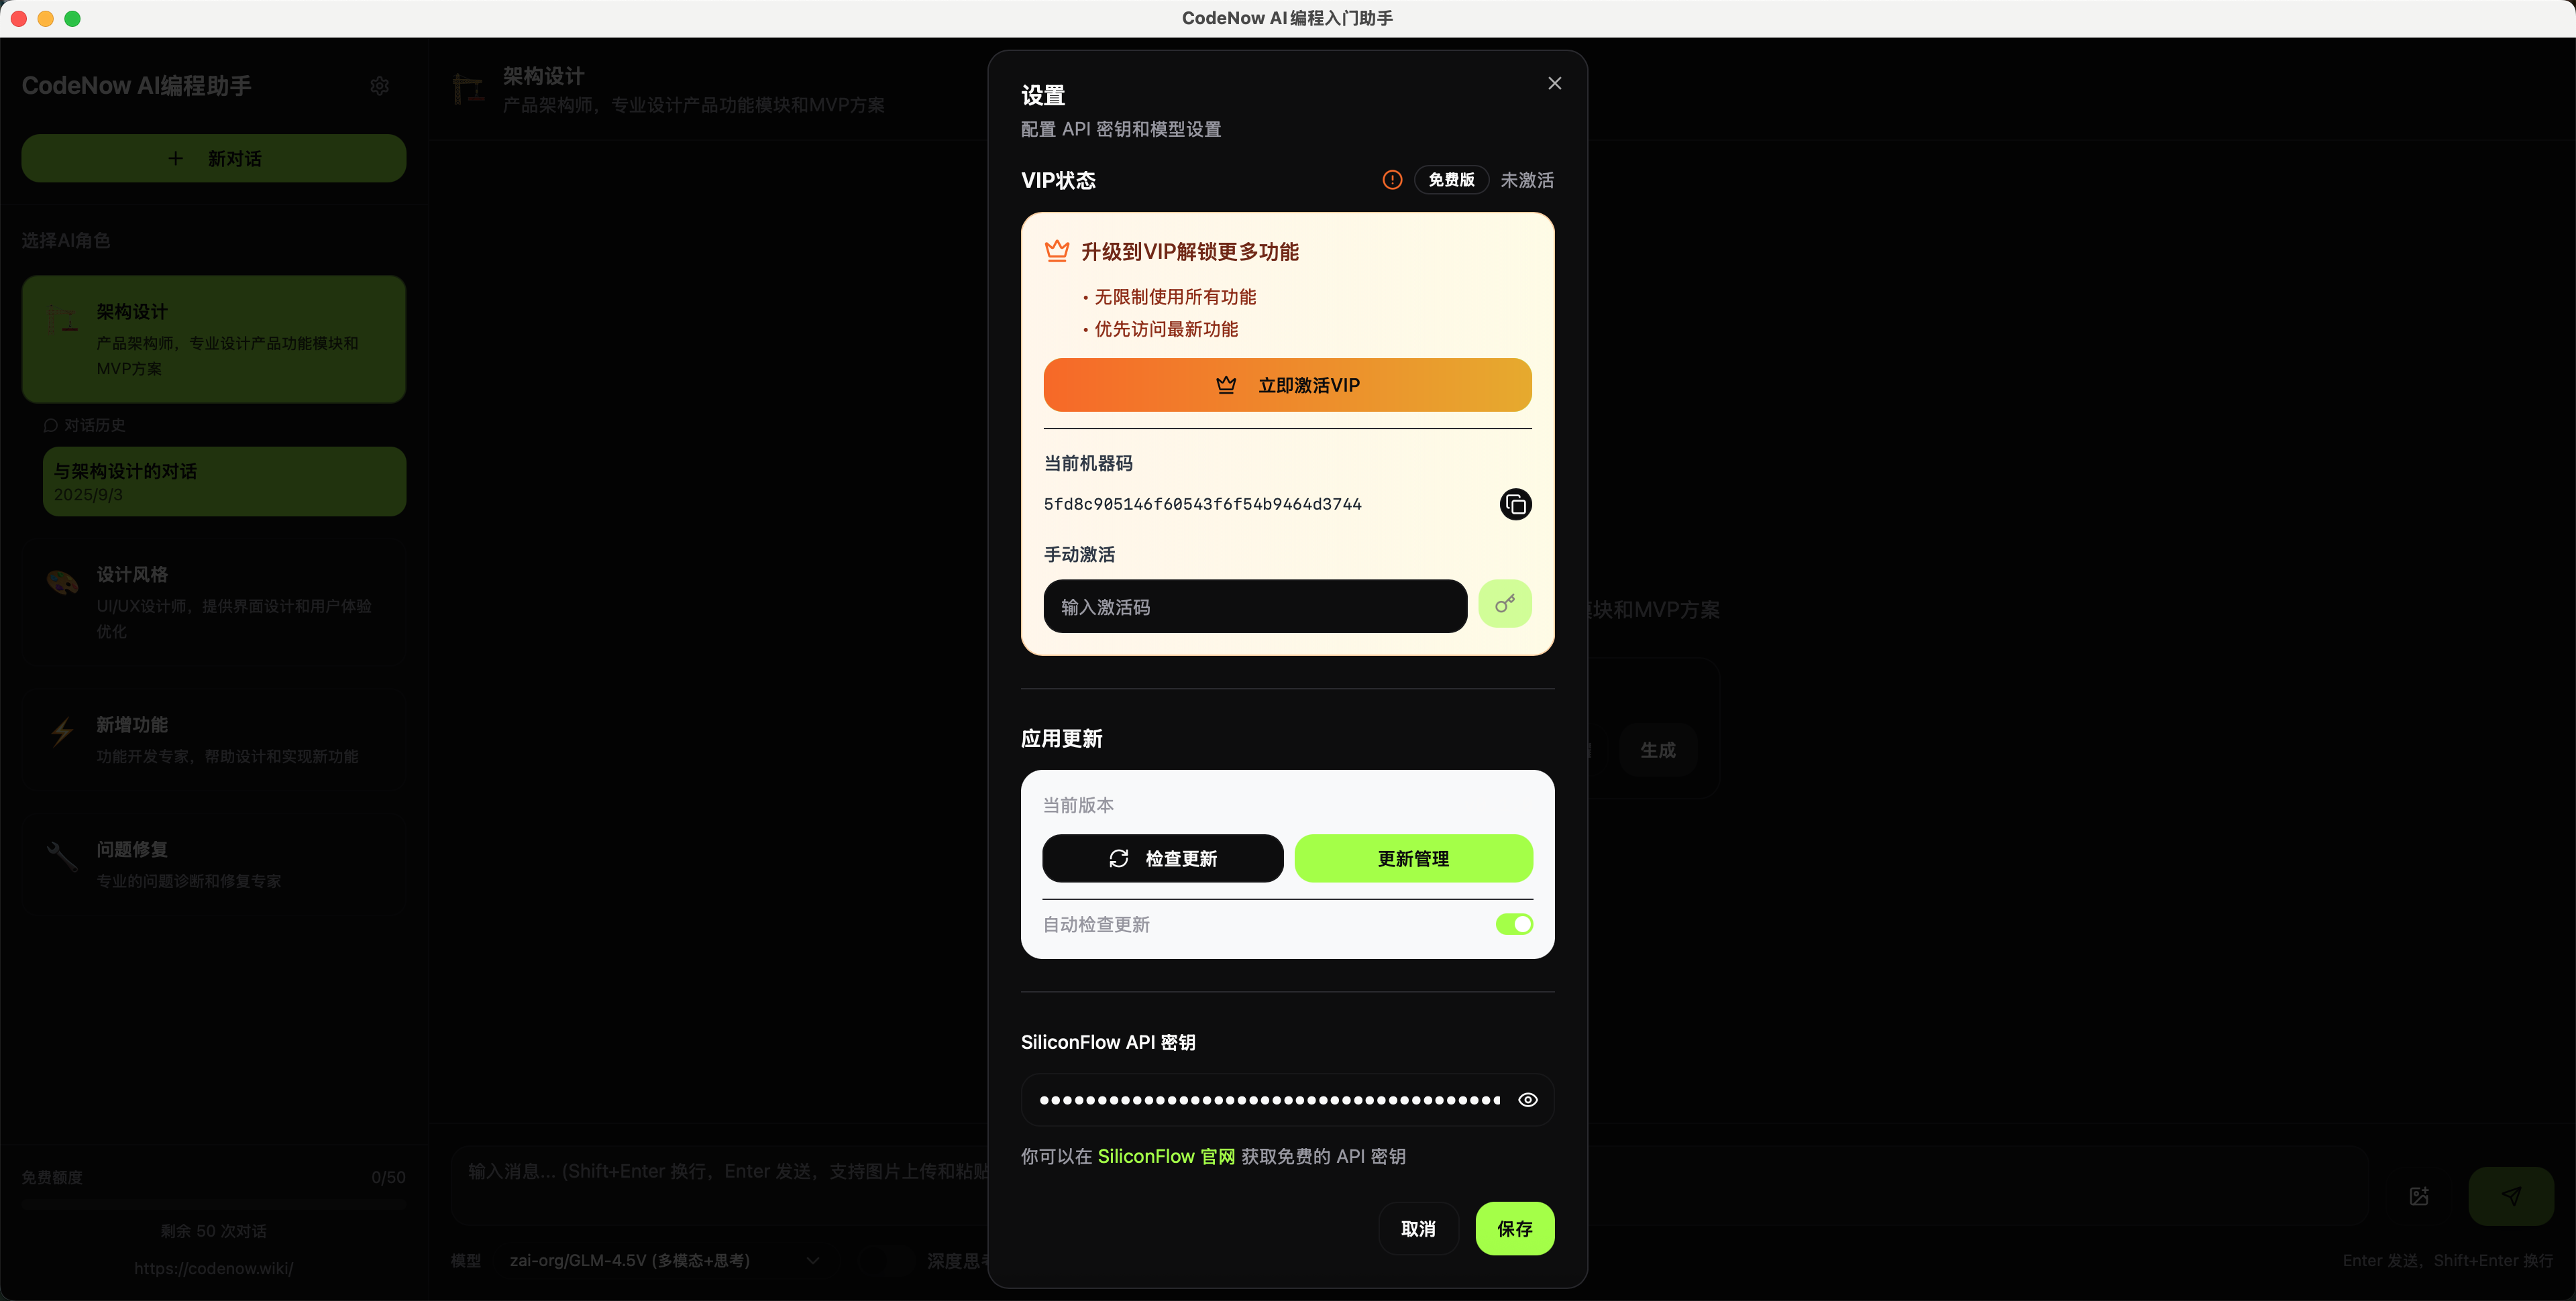 CodeNow AI编程入门助手
CodeNow AI编程助手
新对话
选择AI角色
架构设计
产品架构师，专业设计产品功能模块和
MVP方案
对话历史
与架构设计的对话
2025/9/3
设计风格
UI/UX设计师，提供界面设计和用户体验
优化
新增功能
功能开发专家，帮助设计和实现新功能
问题修复
专业的问题诊断和修复专家
免费额度
0/50
剩余 50 次对话
https://codenow.wiki/
架构设计
产品架构师，专业设计产品功能模块和MVP方案
块和MVP方案
生成
输入消息... (Shift+Enter 换行，Enter 发送，支持图片上传和粘贴
模型
zai-org/GLM-4.5V (多模态+思考)
深度思
Enter 发送，Shift+Enter 换行
设置
配置 API 密钥和模型设置
VIP状态
免费版
未激活
升级到VIP解锁更多功能
• 无限制使用所有功能
• 优先访问最新功能
立即激活VIP
当前机器码
5fd8c905146f60543f6f54b9464d3744
手动激活
输入激活码
应用更新
当前版本
检查更新
更新管理
自动检查更新
SiliconFlow API 密钥
你可以在 SiliconFlow 官网 获取免费的 API 密钥
取消
保存